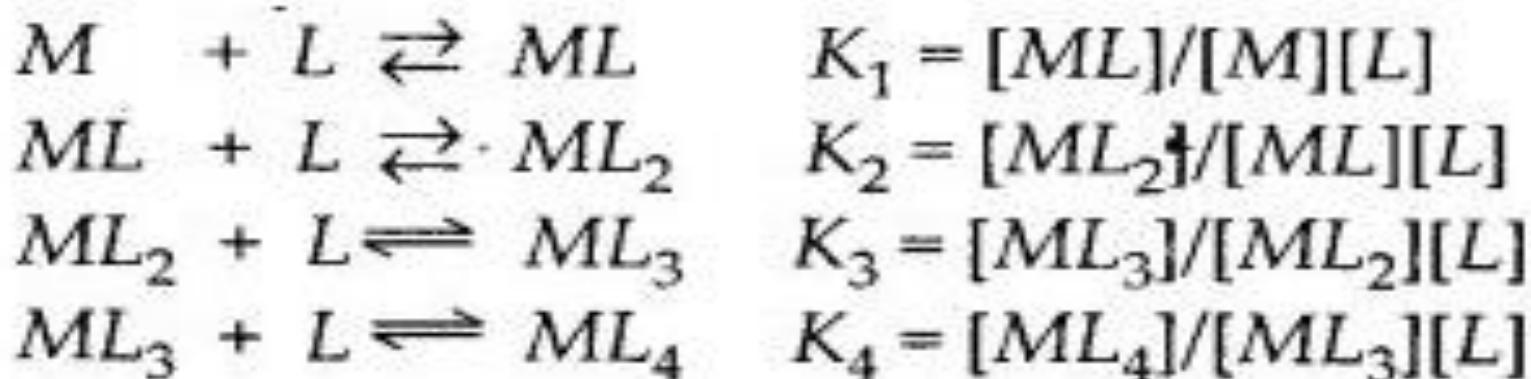 M + L ⇄ ML K₁ = [ML]/[M][L]
ML + L ⇄ ML₂ K₂ = [ML₂]/[ML][L]
ML₂ + L ⇌ ML₃ K₃ = [ML₃]/[ML₂][L]
ML₃ + L ⇌ ML₄ K₄ = [ML₄]/[ML₃][L]